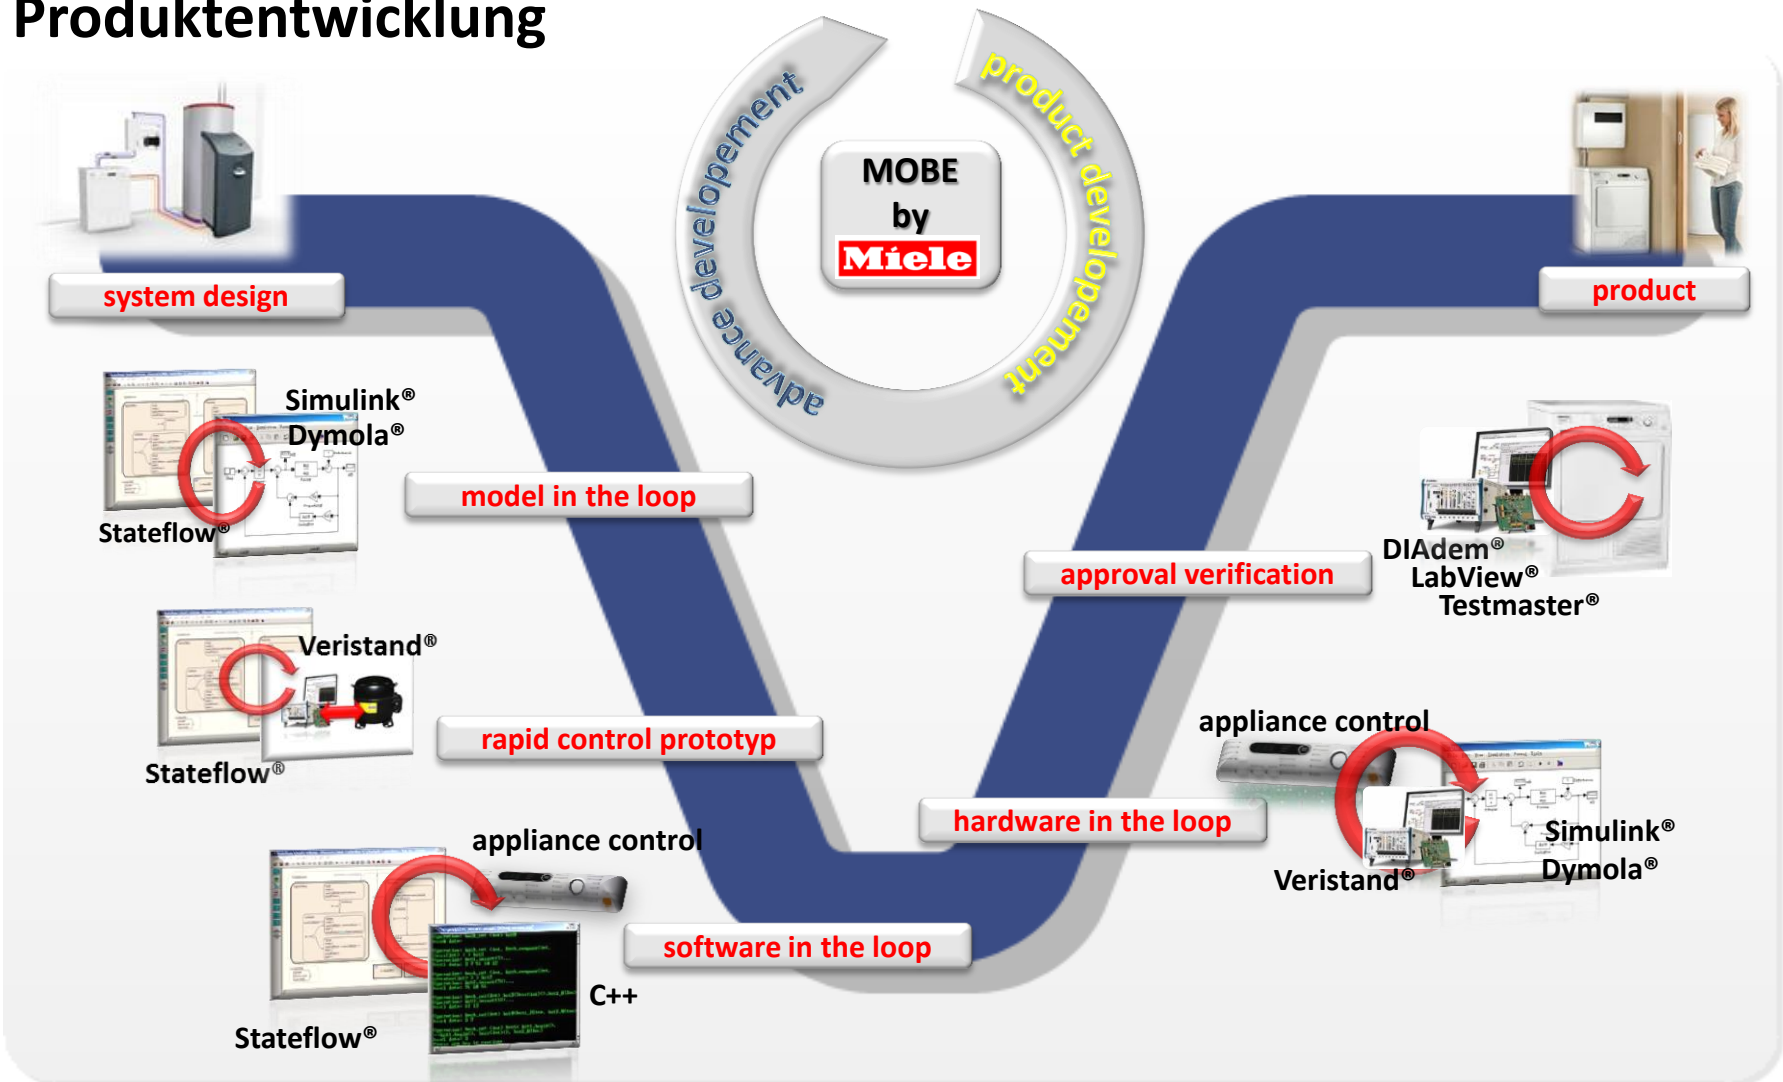 Produktentwicklung
advance developement
product developement
MOBE
by
Miele
system design
product
Simulink®
Dymola®
Stateflow®
model in the loop
approval verification
DIAdem®
LabView®
Testmaster®
Veristand®
Stateflow®
rapid control prototyp
appliance control
hardware in the loop
Simulink®
Dymola®
Veristand®
appliance control
software in the loop
C++
Stateflow®